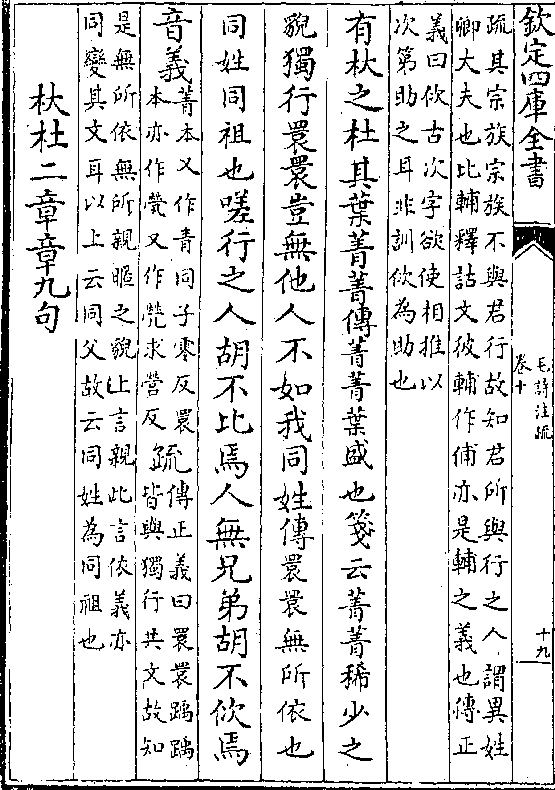 欽定四庫全書
毛詩注疏
卷十
十九
疏其宗族宗族不與君行故知君所與行之人謂異姓
卿大夫也比輔釋詁文彼輔作俌亦是輔之義也傳正
義曰佽古次字欲使相推以
次第助之耳非訓佽為助也
有杕之杜其葉菁菁傳菁菁葉盛也箋云菁菁稀少之
貌獨行睘睘豈無他人不如我同姓傳睘睘無所依也
同姓同祖也嗟行之人胡不比焉人無兄弟胡不佽焉
音義
菁本又作青同子零反睘
本亦作煢又作㷀求營反
疏
傳正義曰睘睘踽踽
皆與獨行共文故知
是無所依無所親暱之貌上言親此言依義亦
同變其文耳以上云同父故云同姓為同祖也
杕杜二章章九句